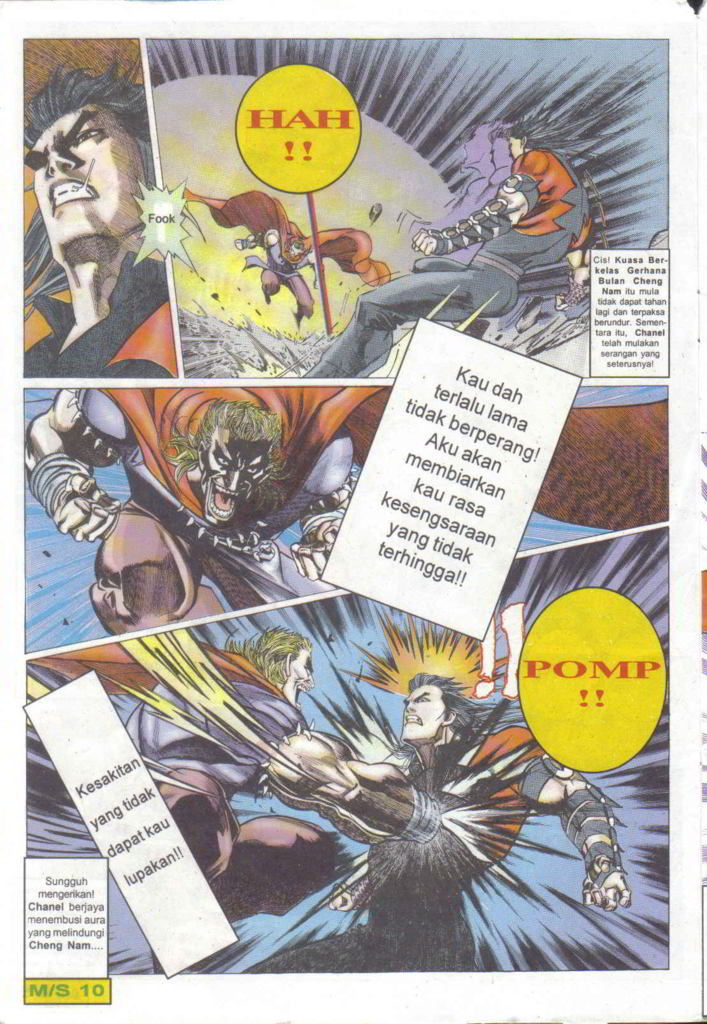 HAH
!!
Fook
Cis! Kuasa Ber-
kelas Gerhana
Bulan Cheng
Nam itu mula
tidak dapat tahan
lagi dan terpaksa
berundur. Semen-
tara itu, Chanel
telah mulakan
serangan yang
seterusnya!
Kau dah
terlalu lama
tidak berperang!
Aku akan
membiarkan
kau rasa
kesengsaraan
yang tidak
terhingga!!
!!
POMP
!!
Kesakitan
yang tidak
dapat kau
lupakan!!
Sungguh
mengerikan!
Chanel berjaya
menembusi aura
yang melindungi
Cheng Nam....
M/S 10